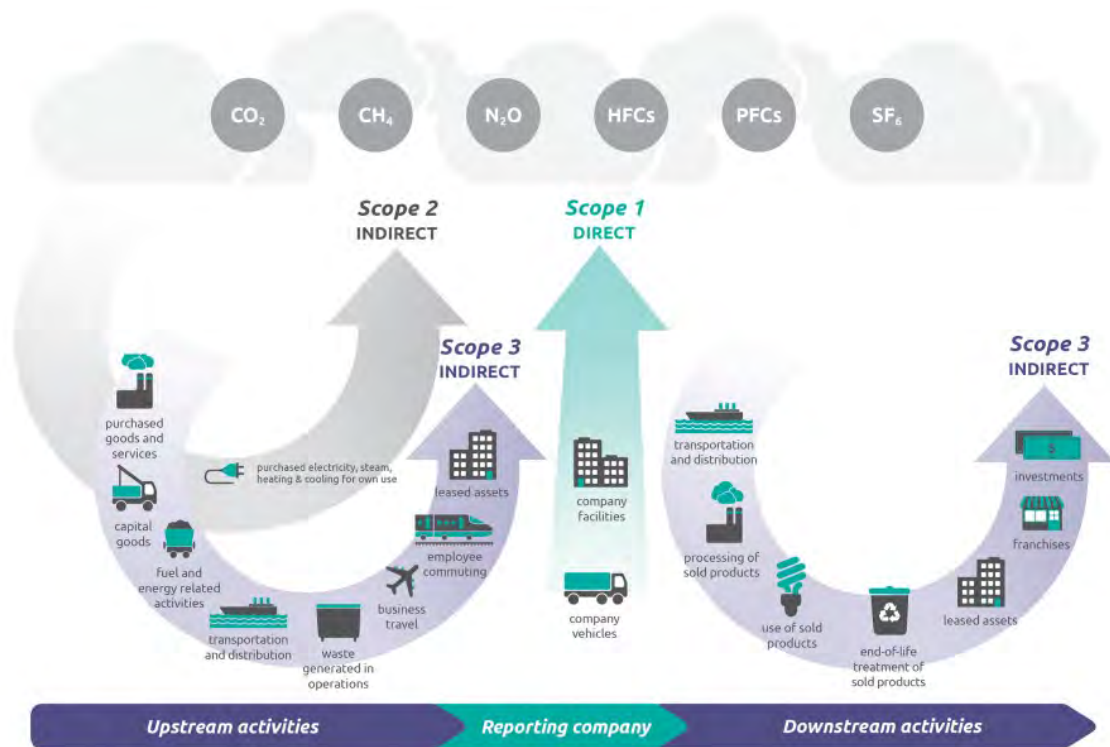 CO₂
CH₄
N₂O
HFCs
PFCs
SF₆
Scope 2
INDIRECT
Scope 1
DIRECT
Scope 3
INDIRECT
Scope 3
INDIRECT
purchased
goods and
services
capital
goods
fuel and
energy related
activities
transportation
and distribution
waste
generated in
operations
business
travel
employee
commuting
leased assets
purchased electricity, steam,
heating & cooling for own use
company
facilities
company
vehicles
transportation
and distribution
processing of
sold products
use of sold
products
end-of-life
treatment of
sold products
leased assets
franchises
$
investments
Upstream activities
Reporting company
Downstream activities